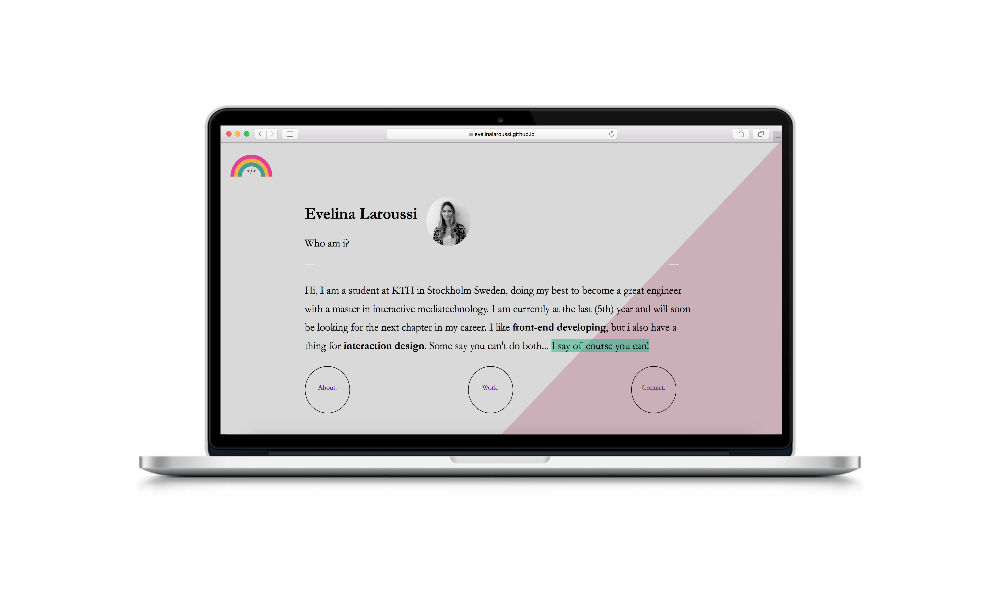 evelinalaroussi.github.io
Evelina Laroussi
Who am i?
Hi, I am a student at KTH in Stockholm Sweden, doing my best to become a great engineer
with a master in interactive mediatechnology. I am currently at the last (5th) year and will soon
be looking for the next chapter in my career. I like front-end developing, but i also have a
thing for interaction design. Some say you can't do both... I say of course you can!
About.
Work.
Contact.